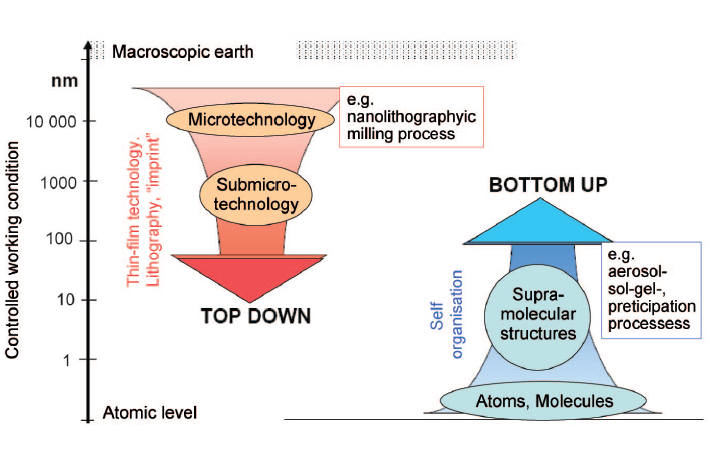 Macroscopic earth
nm
10 000
1000
100
10
1
Controlled working condition
Atomic level
Thin-film technology.
Lithography, "imprint"
Microtechnology
Submicro-
technology
TOP DOWN
e.g.
nanolithographyic
milling process
BOTTOM UP
Self
organisation
Supra-
molecular
structures
Atoms, Molecules
e.g.
aerosol-
sol-gel-,
preticipation
processess